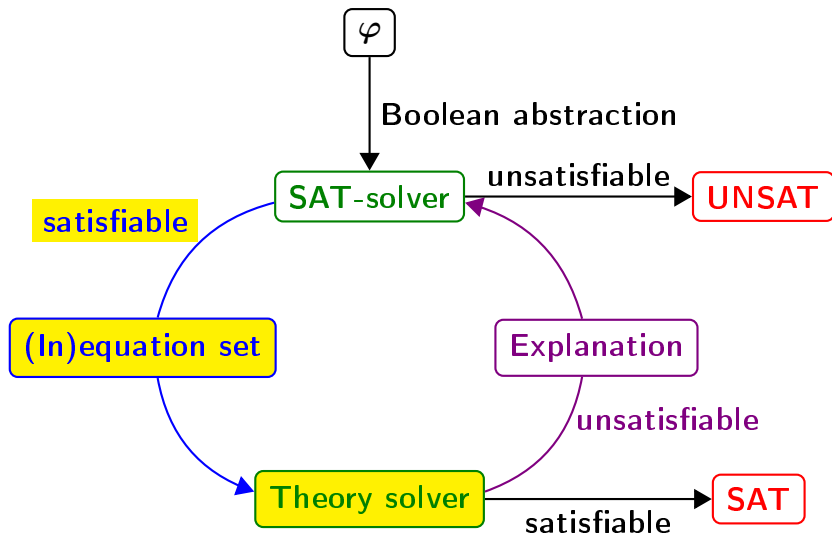 φ
Boolean abstraction
unsatisfiable
SAT-solver
UNSAT
satisfiable
(In)equation set
Explanation
unsatisfiable
Theory solver
SAT
satisfiable